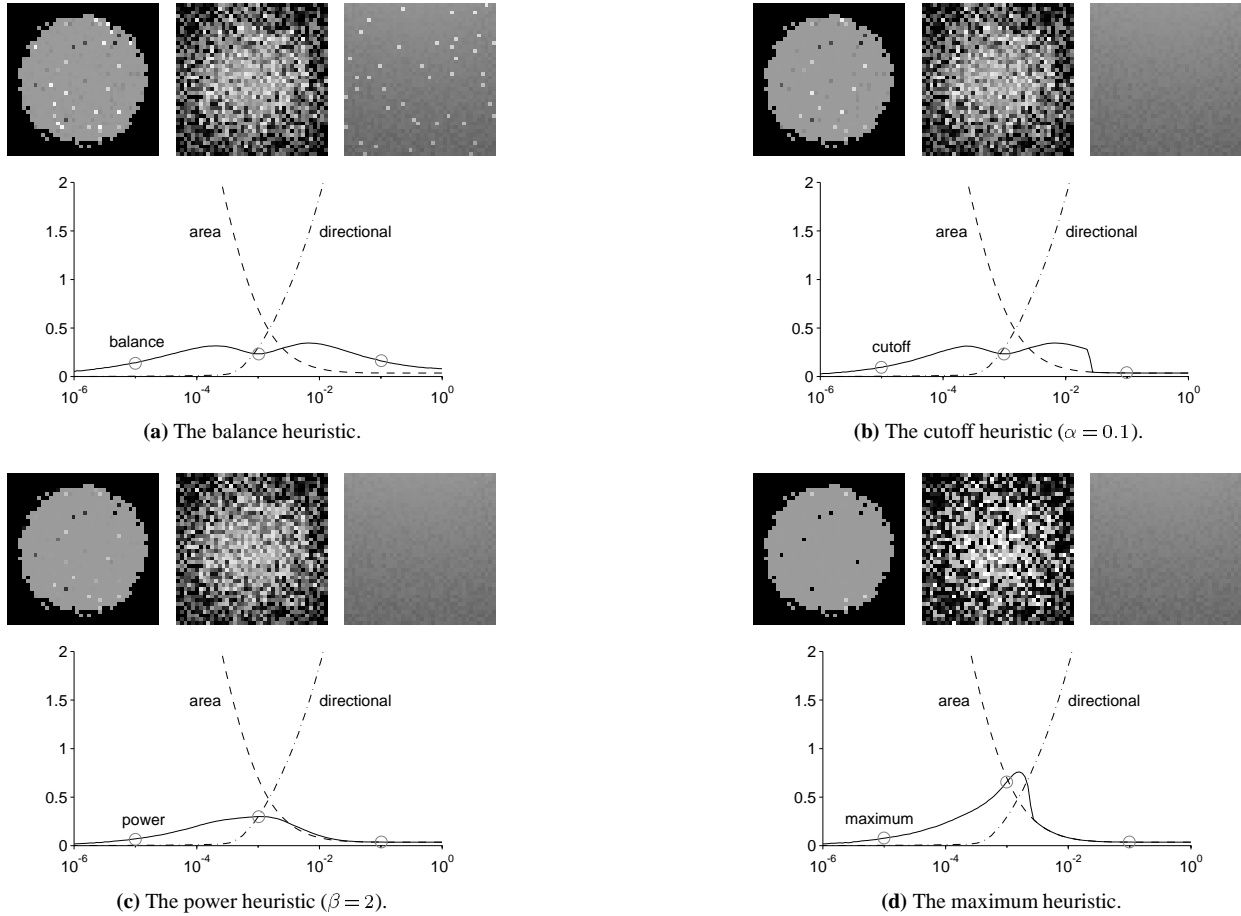 2
1.5
1
0.5
0
area
directional
balance
10^-6
10^-4
10^-2
10^0
(a) The balance heuristic.
2
1.5
1
0.5
0
area
directional
cutoff
10^-6
10^-4
10^-2
10^0
(b) The cutoff heuristic (α = 0.1).
2
1.5
1
0.5
0
area
directional
power
10^-6
10^-4
10^-2
10^0
(c) The power heuristic (β = 2).
2
1.5
1
0.5
0
area
directional
maximum
10^-6
10^-4
10^-2
10^0
(d) The maximum heuristic.